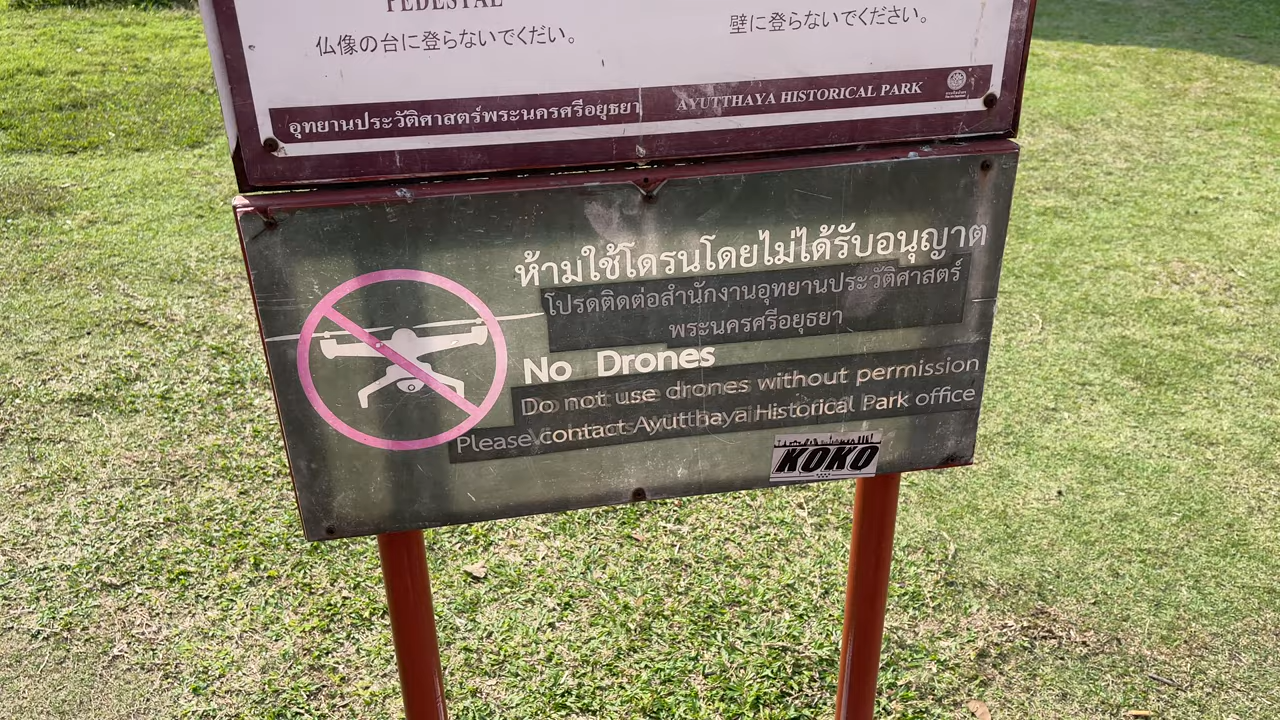 PEDESTAL
仏像の台に登らないでくだい。
壁に登らないでください。
อุทยานประวัติศาสตร์พระนครศรีอยุธยา
AYUTTHAYA HISTORICAL PARK
ห้ามใช้โดรนโดยไม่ได้รับอนุญาต
โปรดติดต่อสำนักงานอุทยานประวัติศาสตร์
พระนครศรีอยุธยา
No Drones
Do not use drones without permission
Please contact Ayuttha ya Historical Park office
KOKO